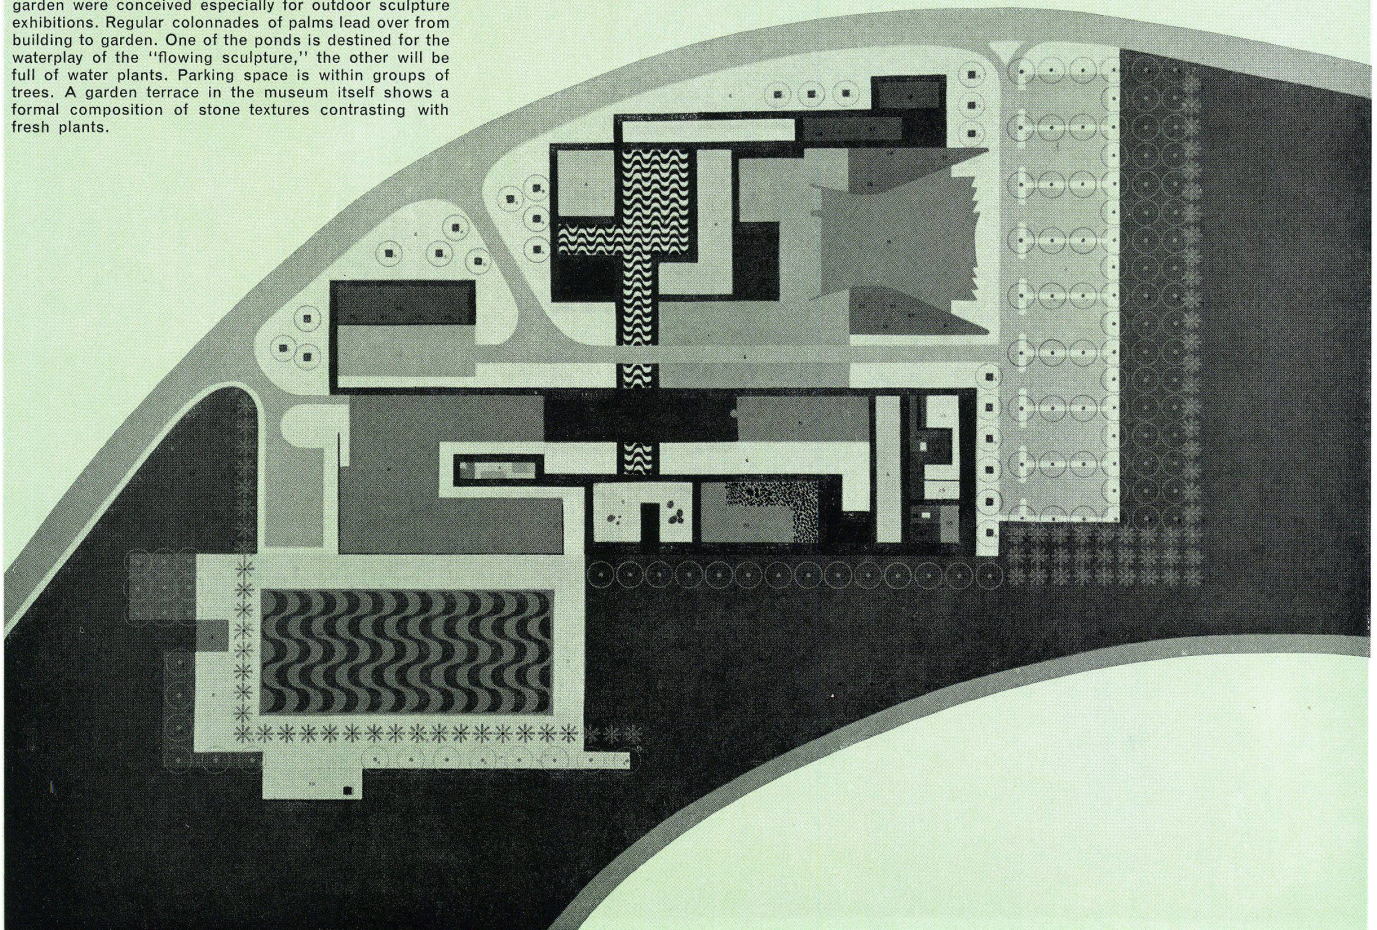 garden were conceived especially for outdoor sculpture
exhibitions. Regular colonnades of palms lead over from
building to garden. One of the ponds is destined for the
waterplay of the “flowing sculpture,” the other will be
full of water plants. Parking space is within groups of
trees. A garden terrace in the museum itself shows a
formal composition of stone textures contrasting with
fresh plants.